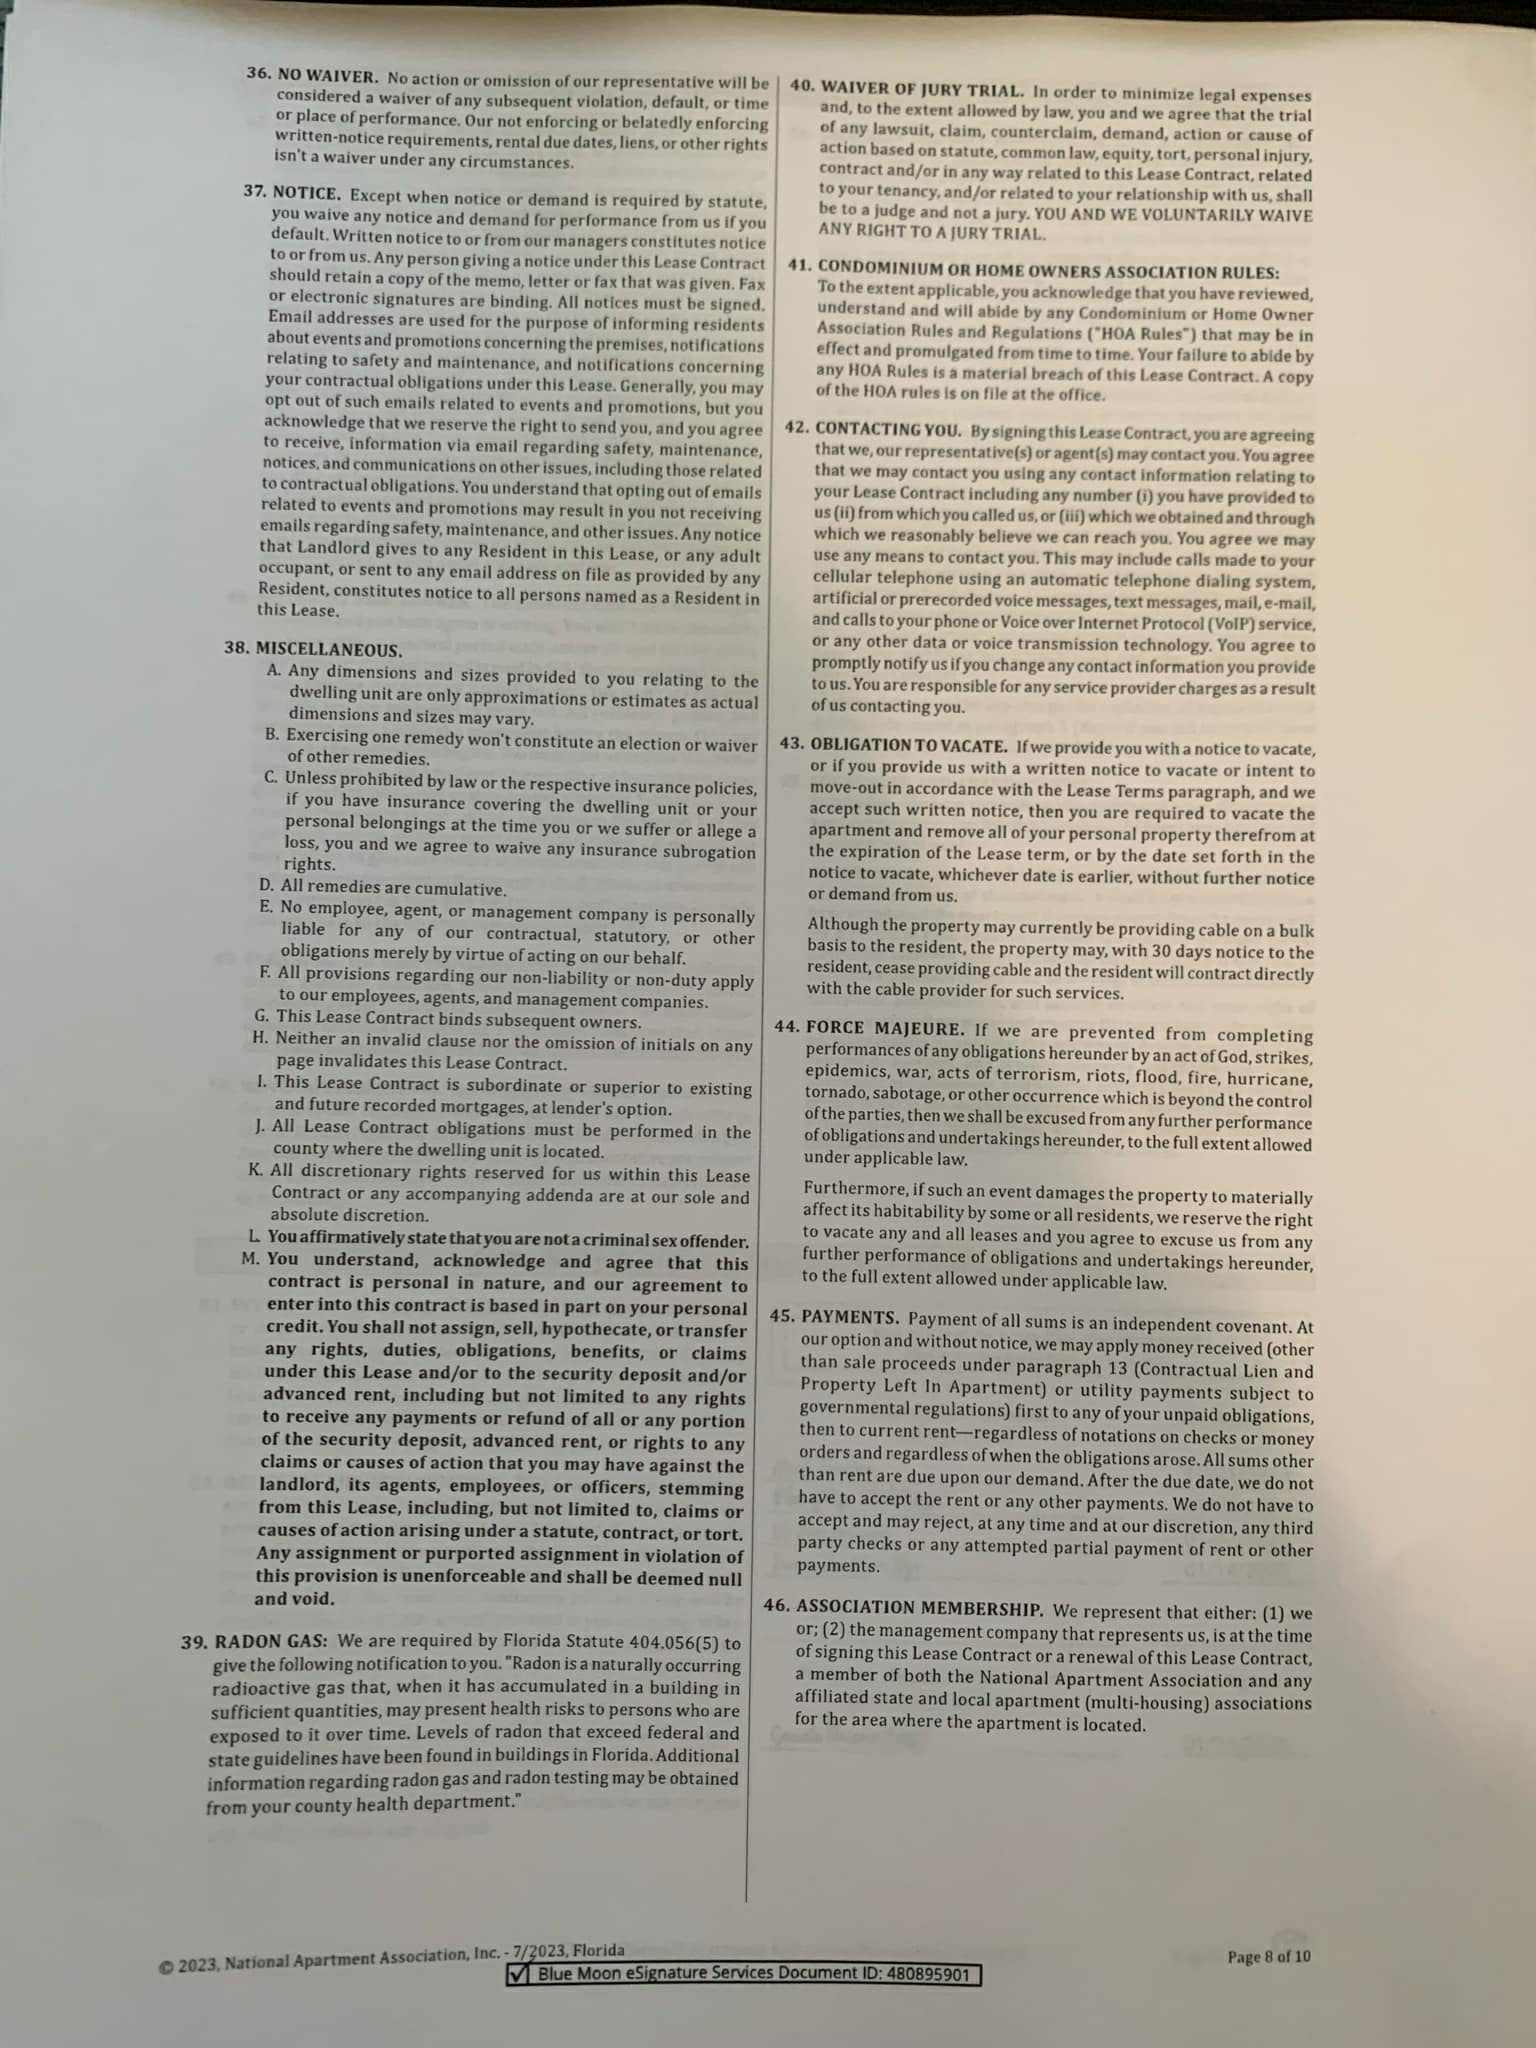 36. NO WAIVER. No action or omission of our representative will be
considered a waiver of any subsequent violation, default, or time
or place of performance. Our not enforcing or belatedly enforcing
written-notice requirements, rental due dates, liens, or other rights
isn't a waiver under any circumstances.
37. NOTICE. Except when notice or demand is required by statute,
you waive any notice and demand for performance from us if you
default. Written notice to or from our managers constitutes notice
to or from us. Any person giving a notice under this Lease Contract
should retain a copy of the memo, letter or fax that was given. Fax
or electronic signatures are binding. All notices must be signed.
Email addresses are used for the purpose of informing residents
about events and promotions concerning the premises, notifications
relating to safety and maintenance, and notifications concerning
your contractual obligations under this Lease. Generally, you may
opt out of such emails related to events and promotions, but you
acknowledge that we reserve the right to send you, and you agree
to receive, information via email regarding safety, maintenance,
notices, and communications on other issues, including those related
to contractual obligations. You understand that opting out of emails
related to events and promotions may result in you not receiving
emails regarding safety, maintenance, and other issues. Any notice
that Landlord gives to any Resident in this Lease, or any adult
occupant, or sent to any email address on file as provided by any
Resident, constitutes notice to all persons named as a Resident in
this Lease.
38. MISCELLANEOUS.
A. Any dimensions and sizes provided to you relating to the
dwelling unit are only approximations or estimates as actual
dimensions and sizes may vary.
B. Exercising one remedy won't constitute an election or waiver
of other remedies.
C. Unless prohibited by law or the respective insurance policies,
if you have insurance covering the dwelling unit or your
personal belongings at the time you or we suffer or allege a
loss, you and we agree to waive any insurance subrogation
rights.
D. All remedies are cumulative.
E. No employee, agent, or management company is personally
liable for any of our contractual, statutory, or other
obligations merely by virtue of acting on our behalf.
F. All provisions regarding our non-liability or non-duty apply
to our employees, agents, and management companies.
G. This Lease Contract binds subsequent owners.
H. Neither an invalid clause nor the omission of initials on any
page invalidates this Lease Contract.
I. This Lease Contract is subordinate or superior to existing
and future recorded mortgages, at lender's option.
J. All Lease Contract obligations must be performed in the
county where the dwelling unit is located.
K. All discretionary rights reserved for us within this Lease
Contract or any accompanying addenda are at our sole and
absolute discretion.
L. You affirmatively state that you are not a criminal sex offender.
M. You understand, acknowledge and agree that this
contract is personal in nature, and our agreement to
enter into this contract is based in part on your personal
credit. You shall not assign, sell, hypothecate, or transfer
any rights, duties, obligations, benefits, or claims
under this Lease and/or to the security deposit and/or
advanced rent, including but not limited to any rights
to receive any payments or refund of all or any portion
of the security deposit, advanced rent, or rights to any
claims or causes of action that you may have against the
landlord, its agents, employees, or officers, stemming
from this Lease, including, but not limited to, claims or
causes of action arising under a statute, contract, or tort.
Any assignment or purported assignment in violation of
this provision is unenforceable and shall be deemed null
and void.
39. RADON GAS: We are required by Florida Statute 404.056(5) to
give the following notification to you. "Radon is a naturally occurring
radioactive gas that, when it has accumulated in a building in
sufficient quantities, may present health risks to persons who are
exposed to it over time. Levels of radon that exceed federal and
state guidelines have been found in buildings in Florida. Additional
information regarding radon gas and radon testing may be obtained
from your county health department."
40. WAIVER OF JURY TRIAL. In order to minimize legal expenses
and, to the extent allowed by law, you and we agree that the trial
of any lawsuit, claim, counterclaim, demand, action or cause of
action based on statute, common law, equity, tort, personal injury,
contract and/or in any way related to this Lease Contract, related
to your tenancy, and/or related to your relationship with us, shall
be to a judge and not a jury. YOU AND WE VOLUNTARILY WAIVE
ANY RIGHT TO A JURY TRIAL.
41. CONDOMINIUM OR HOME OWNERS ASSOCIATION RULES:
To the extent applicable, you acknowledge that you have reviewed,
understand and will abide by any Condominium or Home Owner
Association Rules and Regulations ("HOA Rules") that may be in
effect and promulgated from time to time. Your failure to abide by
any HOA Rules is a material breach of this Lease Contract. A copy
of the HOA rules is on file at the office.
42. CONTACTING YOU. By signing this Lease Contract, you are agreeing
that we, our representative(s) or agent(s) may contact you. You agree
that we may contact you using any contact information relating to
your Lease Contract including any number (i) you have provided to
us (ii) from which you called us, or (iii) which we obtained and through
which we reasonably believe we can reach you. You agree we may
use any means to contact you. This may include calls made to your
cellular telephone using an automatic telephone dialing system,
artificial or prerecorded voice messages, text messages, mail, e-mail,
and calls to your phone or Voice over Internet Protocol (VoIP) service,
or any other data or voice transmission technology. You agree to
promptly notify us if you change any contact information you provide
to us. You are responsible for any service provider charges as a result
of us contacting you.
43. OBLIGATION TO VACATE. If we provide you with a notice to vacate,
or if you provide us with a written notice to vacate or intent to
move-out in accordance with the Lease Terms paragraph, and we
accept such written notice, then you are required to vacate the
apartment and remove all of your personal property therefrom at
the expiration of the Lease term, or by the date set forth in the
notice to vacate, whichever date is earlier, without further notice
or demand from us.
Although the property may currently be providing cable on a bulk
basis to the resident, the property may, with 30 days notice to the
resident, cease providing cable and the resident will contract directly
with the cable provider for such services.
44. FORCE MAJEURE. If we are prevented from completing
performances of any obligations hereunder by an act of God, strikes,
epidemics, war, acts of terrorism, riots, flood, fire, hurricane,
tornado, sabotage, or other occurrence which is beyond the control
of the parties, then we shall be excused from any further performance
of obligations and undertakings hereunder, to the full extent allowed
under applicable law.
Furthermore, if such an event damages the property to materially
affect its habitability by some or all residents, we reserve the right
to vacate any and all leases and you agree to excuse us from any
further performance of obligations and undertakings hereunder,
to the full extent allowed under applicable law.
45. PAYMENTS. Payment of all sums is an independent covenant. At
our option and without notice, we may apply money received (other
than sale proceeds under paragraph 13 (Contractual Lien and
Property Left In Apartment) or utility payments subject to
governmental regulations) first to any of your unpaid obligations,
then to current rent—regardless of notations on checks or money
orders and regardless of when the obligations arose. All sums other
than rent are due upon our demand. After the due date, we do not
have to accept the rent or any other payments. We do not have to
accept and may reject, at any time and at our discretion, any third
party checks or any attempted partial payment of rent or other
payments.
46. ASSOCIATION MEMBERSHIP. We represent that either: (1) we
or; (2) the management company that represents us, is at the time
of signing this Lease Contract or a renewal of this Lease Contract,
a member of both the National Apartment Association and any
affiliated state and local apartment (multi-housing) associations
for the area where the apartment is located.
© 2023, National Apartment Association, Inc. - 7/2023, Florida
Page 8 of 10
Blue Moon eSignature Services Document ID: 480895901